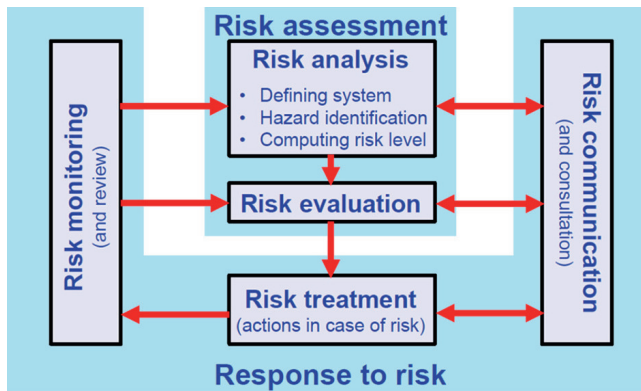 Risk assessment
Risk analysis
• Defining system
• Hazard identification
• Computing risk level
Risk evaluation
Risk treatment
(actions in case of risk)
Risk monitoring
(and review)
Risk communication
(and consultation)
Response to risk